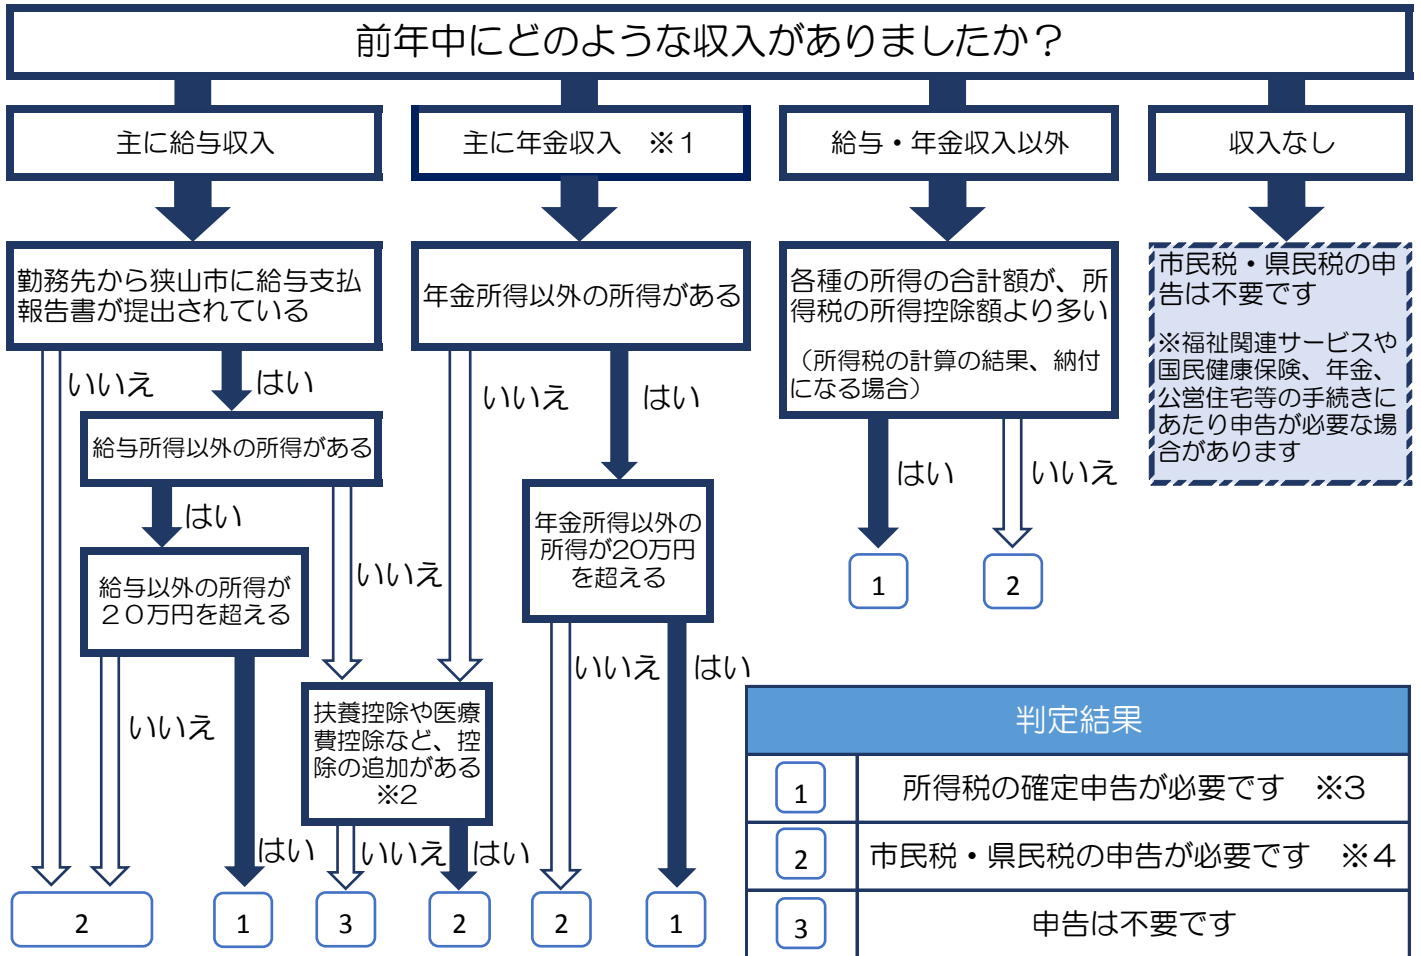 前年中にどのような収入がありましたか？
主に給与収入
主に年金収入　※1
給与・年金収入以外
収入なし
勤務先から狭山市に給与支払
報告書が提出されている
年金所得以外の所得がある
各種の所得の合計額が、所
得税の所得控除額より多い
（所得税の計算の結果、納付
になる場合）
市民税・県民税の申
告は不要です
※福祉関連サービスや
国民健康保険、年金、
公営住宅等の手続きに
あたり申告が必要な場
合があります
いいえ
はい
いいえ
はい
給与所得以外の所得がある
はい
いいえ
はい
いいえ
年金所得以外の
所得が20万円
を超える
給与以外の所得が
２０万円を超える
1
2
いいえ
はい
いいえ
はい
扶養控除や医療
費控除など、控
除の追加がある
※2
いいえ
はい
2
1
3
2
2
1
判定結果
1
所得税の確定申告が必要です　※3
2
市民税・県民税の申告が必要です　※4
3
申告は不要です